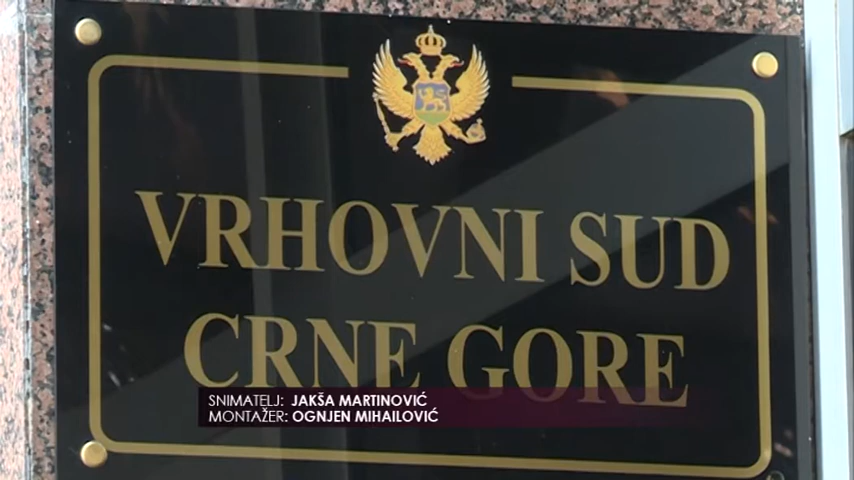 VRHOVNI SUD
CRNE GORE
SNIMATELJ: JAKŠA MARTINOVIĆ
MONTAŽER: OGNJEN MIHAILOVIĆ